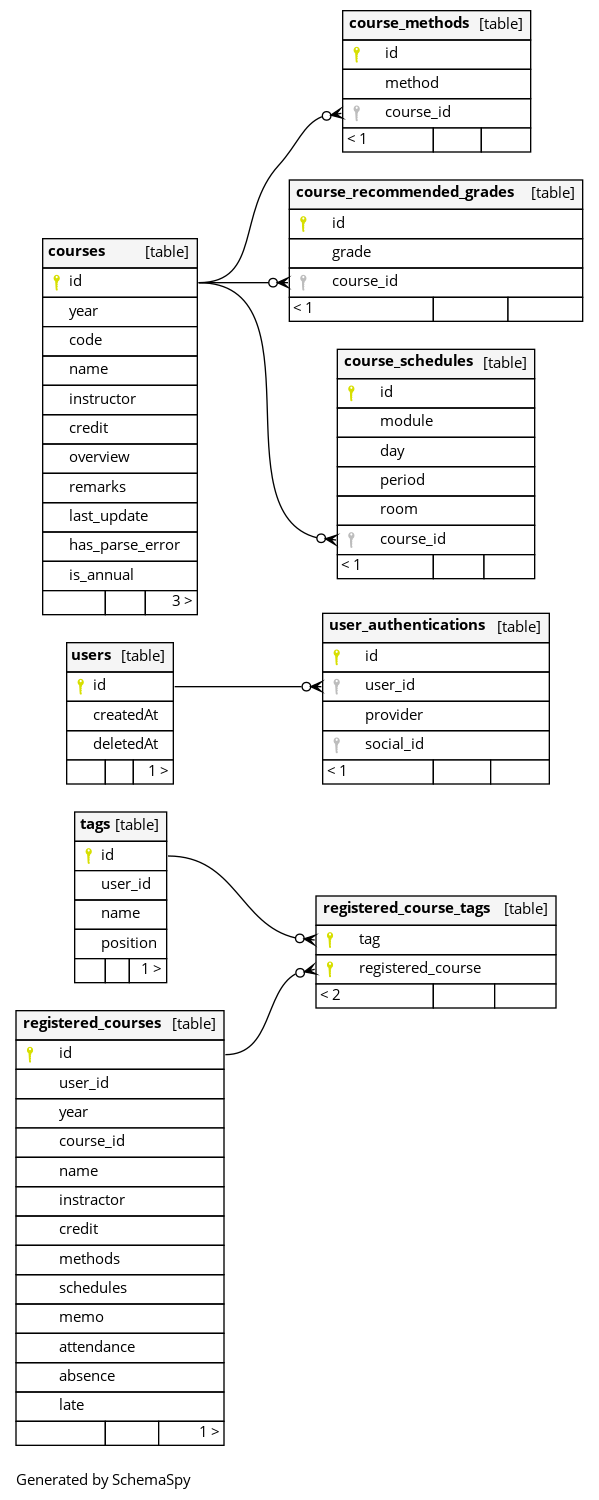 course_methods [table]
id
method
course_id
< 1
course_recommended_grades [table]
id
grade
course_id
< 1
courses [table]
id
year
code
name
instructor
credit
overview
remarks
last_update
has_parse_error
is_annual
3 >
course_schedules [table]
id
module
day
period
room
course_id
< 1
users [table]
id
createdAt
deletedAt
1 >
user_authentications [table]
id
user_id
provider
social_id
< 1
tags [table]
id
user_id
name
position
1 >
registered_course_tags [table]
tag
registered_course
< 2
registered_courses [table]
id
user_id
year
course_id
name
instractor
credit
methods
schedules
memo
attendance
absence
late
1 >
Generated by SchemaSpy